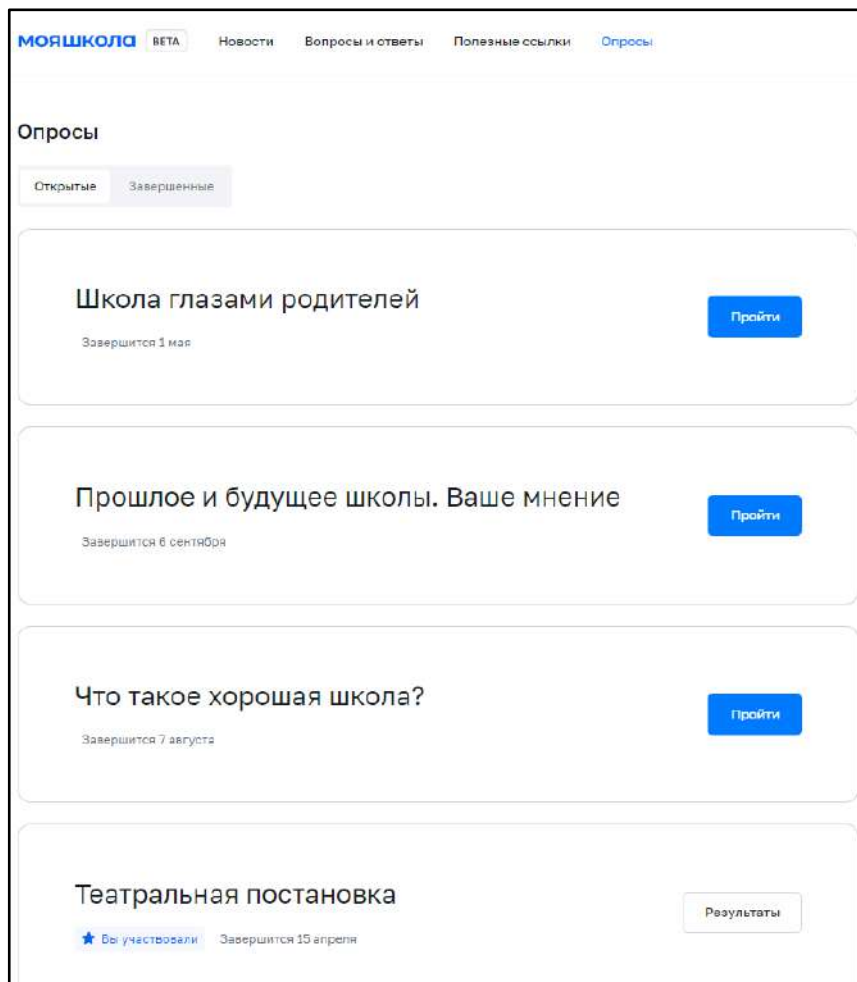 МОЯШКОЛА BETA Новости Вопросы и ответы Полезные ссылки Опросы
Опросы
Открытые Завершенные
Школа глазами родителей
Пройти
Завершится 1 мая
Прошлое и будущее школы. Ваше мнение
Пройти
Завершится 6 сентября
Что такое хорошая школа?
Пройти
Завершится 7 августа
Театральная постановка
Результаты
Вы участвовали Завершится 15 апреля